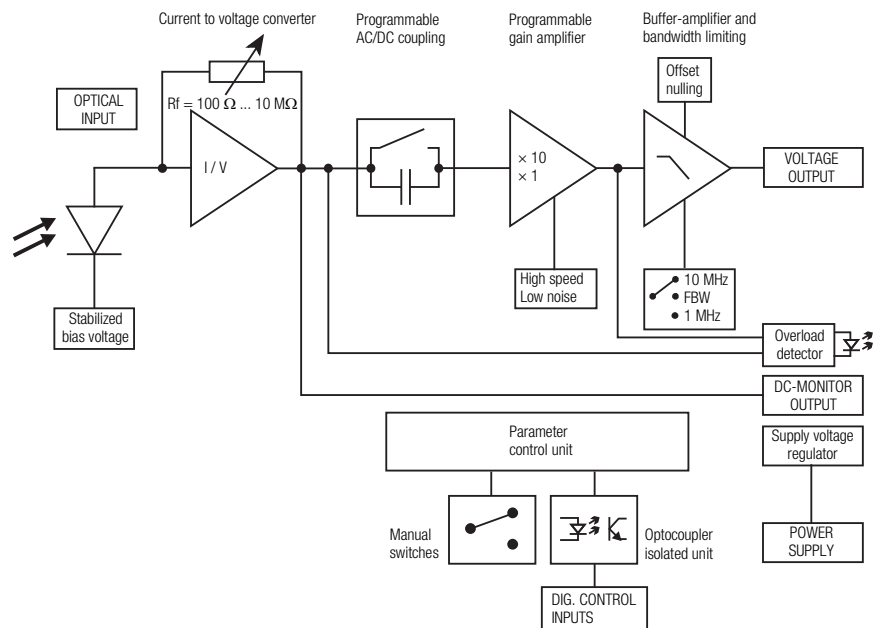 Current to voltage converter
Programmable
AC/DC coupling
Programmable
gain amplifier
Buffer-amplifier and
bandwidth limiting
Offset
nulling
OPTICAL
INPUT
Rf = 100 Ω ... 10 MΩ
I / V
× 10
× 1
VOLTAGE
OUTPUT
High speed
Low noise
10 MHz
FBW
1 MHz
Stabilized
bias voltage
Overload
detector
DC-MONITOR
OUTPUT
Parameter
control unit
Supply voltage
regulator
Manual
switches
Optocoupler
isolated unit
POWER
SUPPLY
DIG. CONTROL
INPUTS